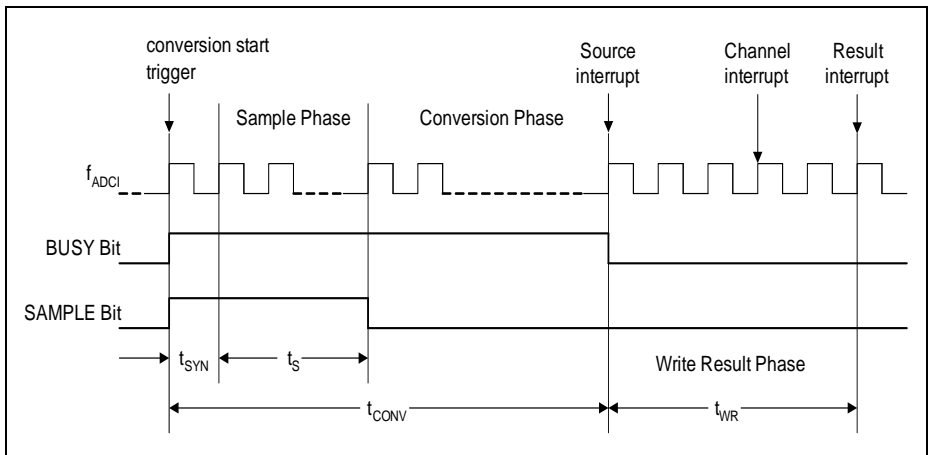 conversion start
trigger
Source
interrupt
Channel
interrupt
Result
interrupt
Sample Phase
Conversion Phase
fADCI
BUSY Bit
SAMPLE Bit
tSYN
tS
Write Result Phase
tCONV
tWR